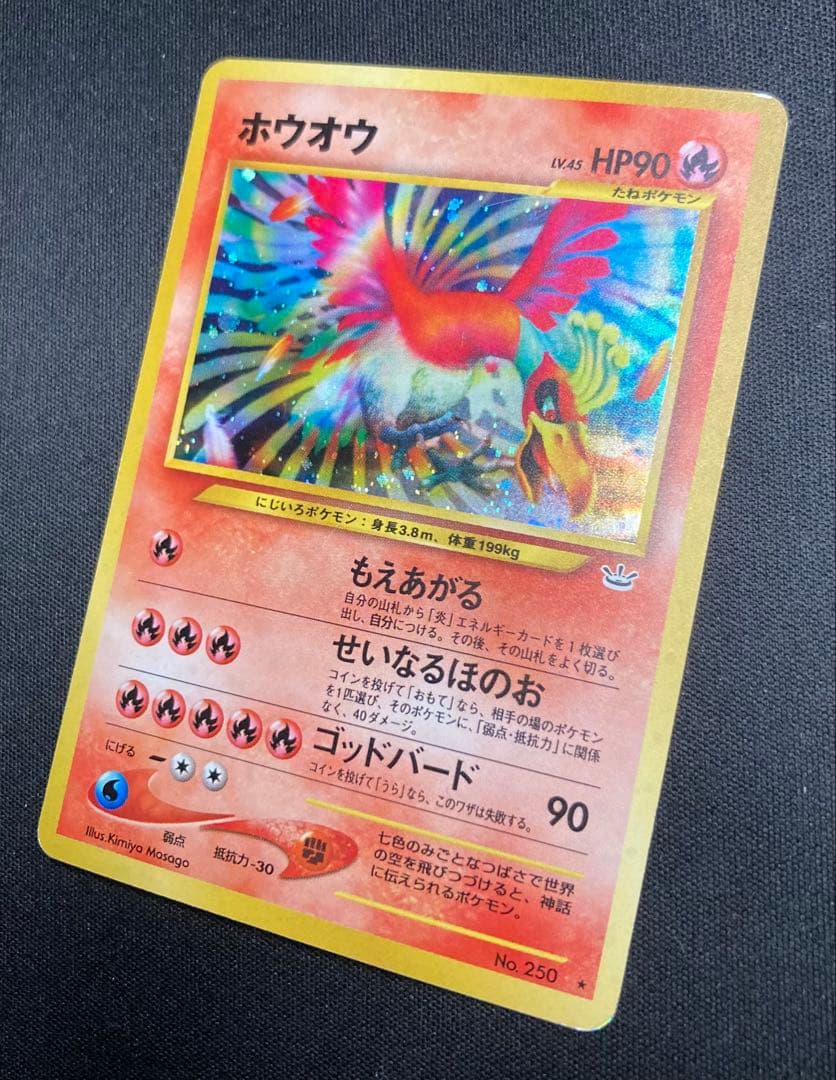 ホウオウ
LV.45 HP90
たねポケモン
にじいろポケモン：身長3.8m、体重199kg
もえあがる
自分の山札から「炎」エネルギーカードを1枚選び
出し、自分につける。その後、その山札をよく切る。
せいなるほのお
コインを投げて「おもて」なら、相手の場のポケモン
を1匹選び、そのポケモンに、「弱点・抵抗力」に関係
なく、40ダメージ。
ゴッドバード
90
コインを投げて「うら」なら、このワザは失敗する。
にげる
弱点
抵抗力-30
Illus.Kimiya Masago
七色のみごとなつばさで世界
の空を飛びつづけると、神話
に伝えられるポケモン。
No. 250 ★